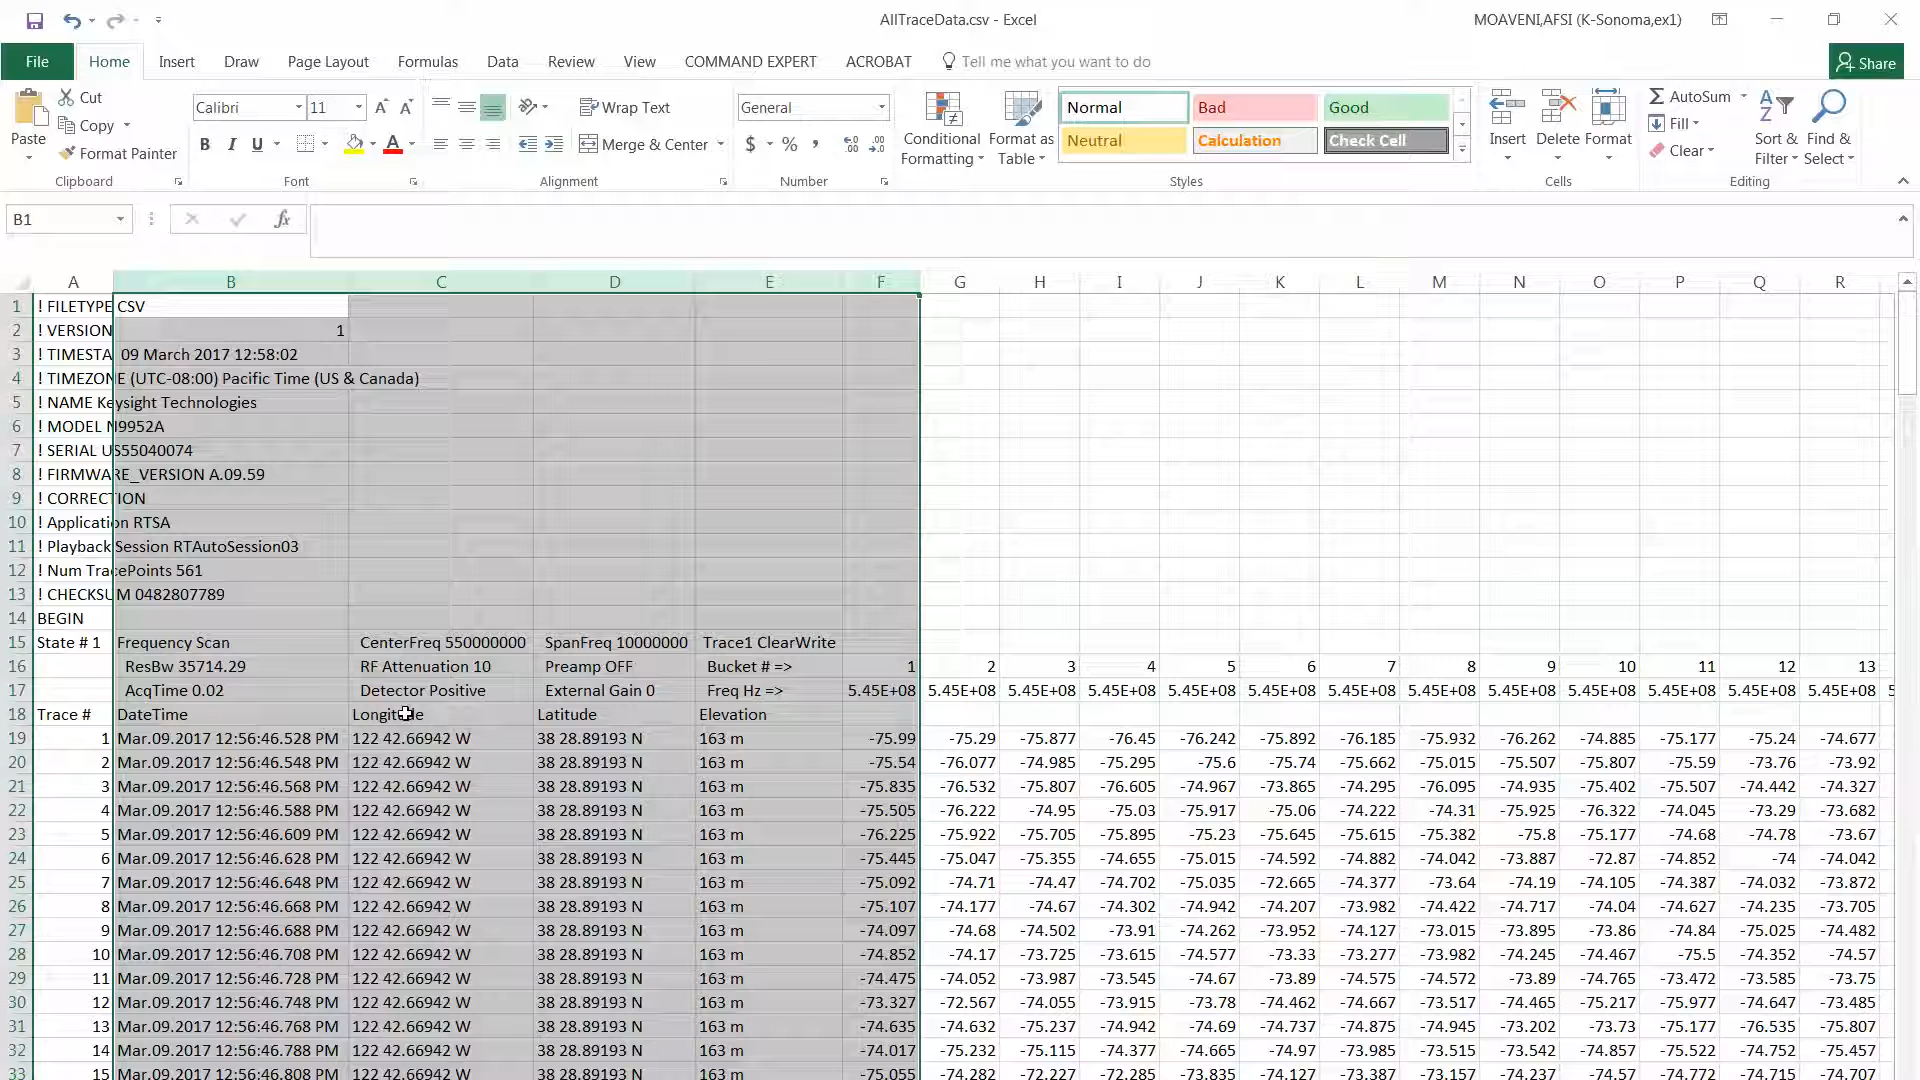 AllTraceData.csv - Excel
MOAVENI,AFSI (K-Sonoma,ex1)
File Home Insert Draw Page Layout Formulas Data Review View COMMAND EXPERT ACROBAT Tell me what you want to do Share
Paste Cut Copy Format Painter Clipboard
Calibri 11 B I U A Font
Wrap Text Merge & Center Alignment
General $ % , Number
Conditional Formatting Format as Table
Normal Bad Good
Neutral Calculation Check Cell
Styles
Insert Delete Format Cells
AutoSum Fill Clear Sort & Filter Find & Select Editing
B1 fx
A B C D E F G H I J K L M N O P Q R
1 ! FILETYPE CSV
2 ! VERSION 1
3 ! TIMESTA 09 March 2017 12:58:02
4 ! TIMEZONE (UTC-08:00) Pacific Time (US & Canada)
5 ! NAME Keysight Technologies
6 ! MODEL N9952A
7 ! SERIAL US55040074
8 ! FIRMWARE_VERSION A.09.59
9 ! CORRECTION
10 ! Application RTSA
11 ! Playback Session RTAutoSession03
12 ! Num TracePoints 561
13 ! CHECKSUM 0482807789
14 BEGIN
15 State # 1 Frequency Scan CenterFreq 550000000 SpanFreq 10000000 Trace1 ClearWrite
16 ResBw 35714.29 RF Attenuation 10 Preamp OFF Bucket # => 1 2 3 4 5 6 7 8 9 10 11 12 13
17 AcqTime 0.02 Detector Positive External Gain 0 Freq Hz => 5.45E+08 5.45E+08 5.45E+08 5.45E+08 5.45E+08 5.45E+08 5.45E+08 5.45E+08 5.45E+08 5.45E+08 5.45E+08 5.45E+08 5.45E+08 5
18 Trace # DateTime Longitude Latitude Elevation
19 1 Mar.09.2017 12:56:46.528 PM 122 42.66942 W 38 28.89193 N 163 m -75.99 -75.29 -75.877 -76.45 -76.242 -75.892 -76.185 -75.932 -76.262 -74.885 -75.177 -75.24 -74.677
20 2 Mar.09.2017 12:56:46.548 PM 122 42.66942 W 38 28.89193 N 163 m -75.54 -76.077 -74.985 -75.295 -75.6 -75.74 -75.662 -75.015 -75.507 -75.807 -75.59 -73.76 -73.92
21 3 Mar.09.2017 12:56:46.568 PM 122 42.66942 W 38 28.89193 N 163 m -75.835 -76.532 -75.807 -76.605 -74.967 -73.865 -74.295 -76.095 -74.935 -75.402 -75.507 -74.442 -74.327
22 4 Mar.09.2017 12:56:46.588 PM 122 42.66942 W 38 28.89193 N 163 m -75.505 -76.222 -74.95 -75.03 -75.917 -75.06 -74.222 -74.31 -75.925 -76.322 -74.045 -73.29 -73.682
23 5 Mar.09.2017 12:56:46.609 PM 122 42.66942 W 38 28.89193 N 163 m -76.225 -75.922 -75.705 -75.895 -75.23 -75.645 -75.615 -75.382 -75.8 -75.177 -74.68 -74.78 -73.67
24 6 Mar.09.2017 12:56:46.628 PM 122 42.66942 W 38 28.89193 N 163 m -75.445 -75.047 -75.355 -74.655 -75.015 -74.592 -74.882 -74.042 -73.887 -72.87 -74.852 -74 -74.042
25 7 Mar.09.2017 12:56:46.648 PM 122 42.66942 W 38 28.89193 N 163 m -75.092 -74.71 -74.47 -74.702 -75.035 -72.665 -74.377 -73.64 -74.19 -74.105 -74.387 -74.032 -73.872
26 8 Mar.09.2017 12:56:46.668 PM 122 42.66942 W 38 28.89193 N 163 m -75.107 -74.177 -74.67 -74.302 -74.942 -74.207 -73.982 -74.422 -74.717 -74.04 -74.627 -74.235 -73.705
27 9 Mar.09.2017 12:56:46.688 PM 122 42.66942 W 38 28.89193 N 163 m -74.097 -74.68 -74.502 -73.91 -74.262 -73.952 -74.127 -73.015 -73.895 -73.86 -74.84 -75.025 -74.482
28 10 Mar.09.2017 12:56:46.708 PM 122 42.66942 W 38 28.89193 N 163 m -74.852 -74.17 -73.725 -73.615 -74.577 -73.33 -73.277 -73.982 -74.245 -74.467 -75.5 -74.352 -74.57
29 11 Mar.09.2017 12:56:46.728 PM 122 42.66942 W 38 28.89193 N 163 m -74.475 -74.052 -73.987 -73.545 -74.67 -73.89 -74.575 -74.572 -73.89 -74.765 -73.472 -73.585 -73.75
30 12 Mar.09.2017 12:56:46.748 PM 122 42.66942 W 38 28.89193 N 163 m -73.327 -72.567 -74.055 -73.915 -73.78 -74.462 -74.667 -73.517 -74.465 -75.217 -75.977 -74.647 -73.485
31 13 Mar.09.2017 12:56:46.768 PM 122 42.66942 W 38 28.89193 N 163 m -74.635 -74.632 -75.237 -74.942 -74.69 -74.737 -74.875 -74.945 -73.202 -73.73 -75.177 -76.535 -75.807
32 14 Mar.09.2017 12:56:46.788 PM 122 42.66942 W 38 28.89193 N 163 m -74.017 -75.232 -75.115 -74.377 -74.665 -74.97 -73.985 -73.515 -73.542 -74.857 -75.522 -74.752 -75.457
33 15 Mar.09.2017 12:56:46.808 PM 122 42.66942 W 38 28.89193 N 163 m -75.055 -74.282 -72.227 -72.285 -73.835 -74.127 -73.387 -73.157 -74.237 -74.57 -74.772 -75.412 -74.467